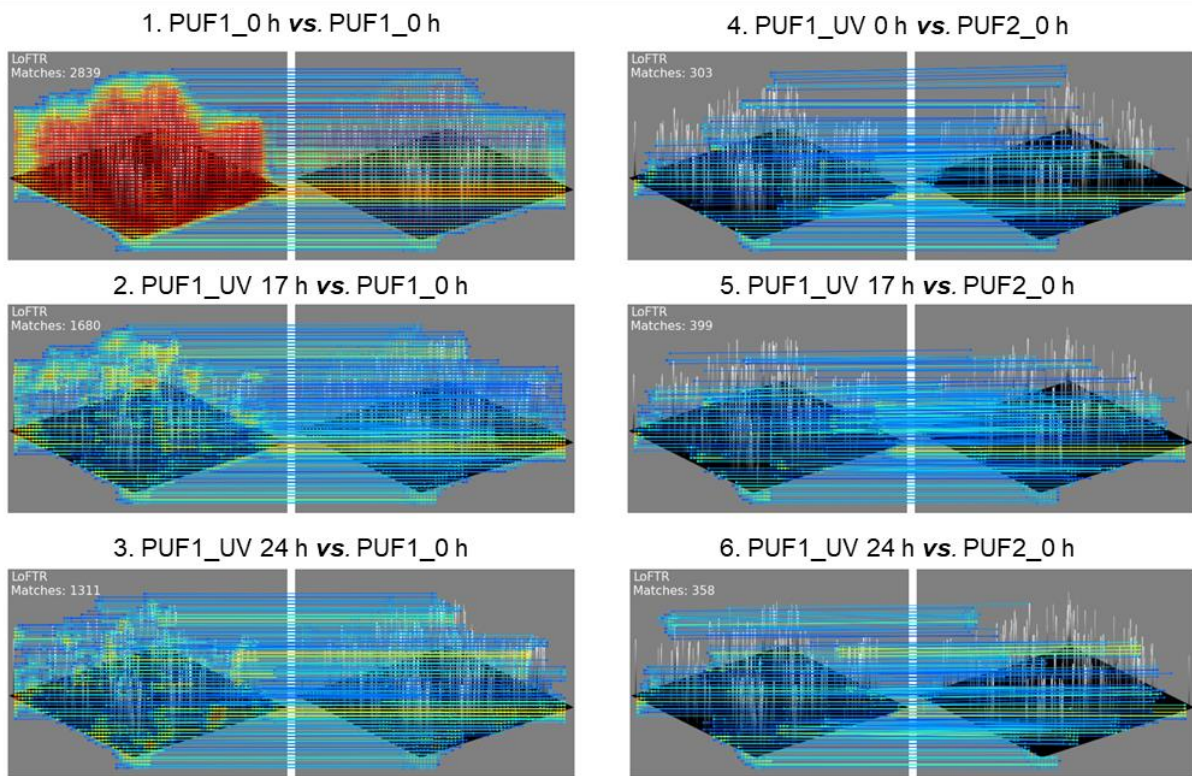 1. PUF1_0 h vs. PUF1_0 h
LoFTR
Matches: 2839
4. PUF1_UV 0 h vs. PUF2_0 h
LoFTR
Matches: 303
2. PUF1_UV 17 h vs. PUF1_0 h
LoFTR
Matches: 1680
5. PUF1_UV 17 h vs. PUF2_0 h
LoFTR
Matches: 399
3. PUF1_UV 24 h vs. PUF1_0 h
LoFTR
Matches: 1311
6. PUF1_UV 24 h vs. PUF2_0 h
LoFTR
Matches: 358